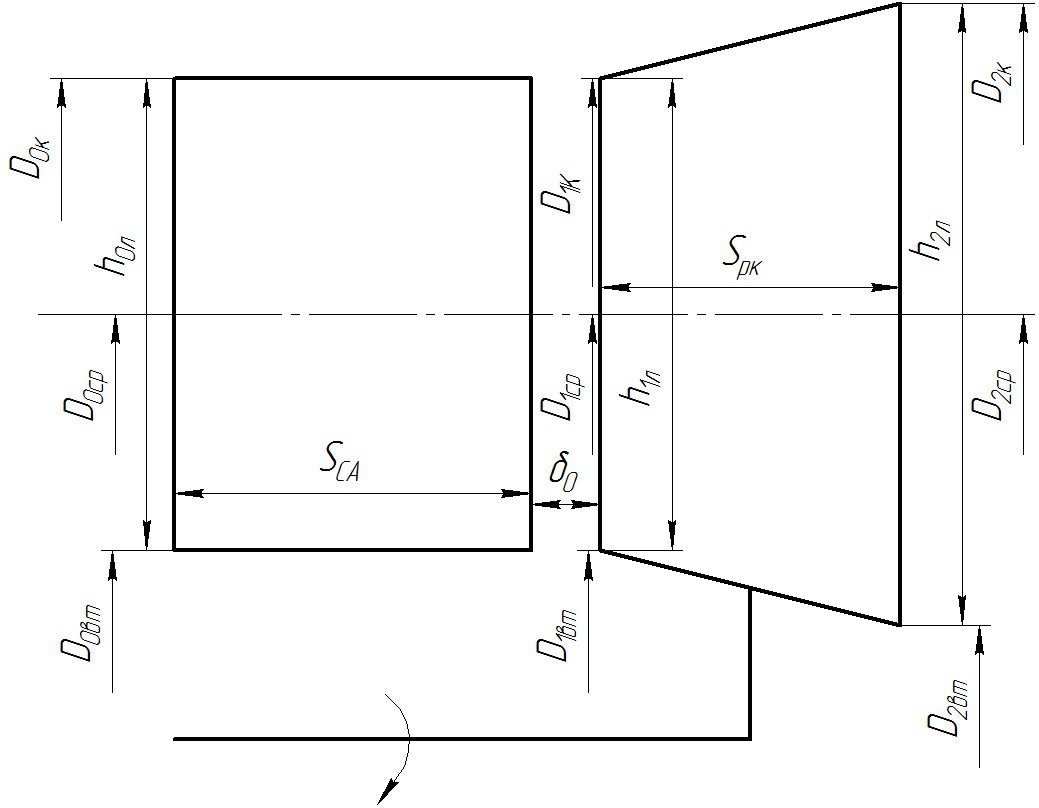 D0к
h0л
D0ср
D0вт
SСА
δ0
D1К
D1ср
D1вт
h1л
Sрк
h2л
D2к
D2ср
D2вт